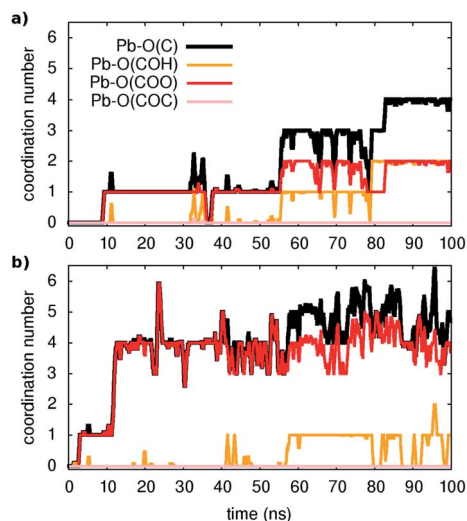 a)
6
5
4
3
2
1
0
coordination number
Pb-O(C)
Pb-O(COH)
Pb-O(COO)
Pb-O(COC)
0 10 20 30 40 50 60 70 80 90 100
b)
6
5
4
3
2
1
0
coordination number
0 10 20 30 40 50 60 70 80 90 100
time (ns)